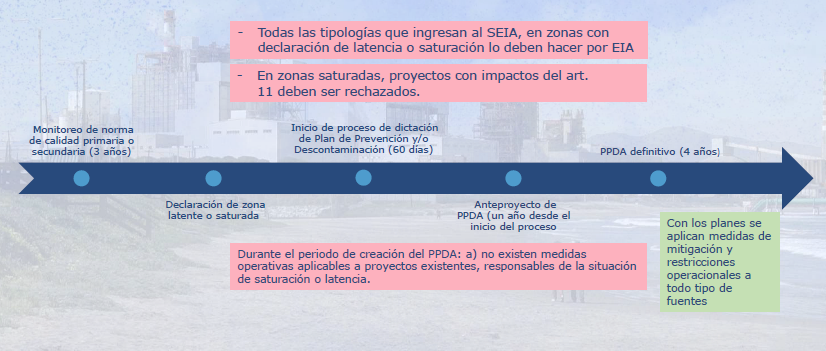 - Todas las tipologías que ingresan al SEIA, en zonas con
declaración de latencia o saturación lo deben hacer por EIA
- En zonas saturadas, proyectos con impactos del art.
11 deben ser rechazados.
Monitoreo de norma
de calidad primaria o
secundaria (3 años)
Inicio de proceso de dictación
de Plan de Prevención y/o
Descontaminación (60 días)
PPDA definitivo (4 años)
Declaración de zona
latente o saturada
Anteproyecto de
PPDA (un año desde el
inicio del proceso
Durante el periodo de creación del PPDA: a) no existen medidas
operativas aplicables a proyectos existentes, responsables de la situación
de saturación o latencia.
Con los planes se
aplican medidas de
mitigación y
restricciones
operacionales a
todo tipo de
fuentes